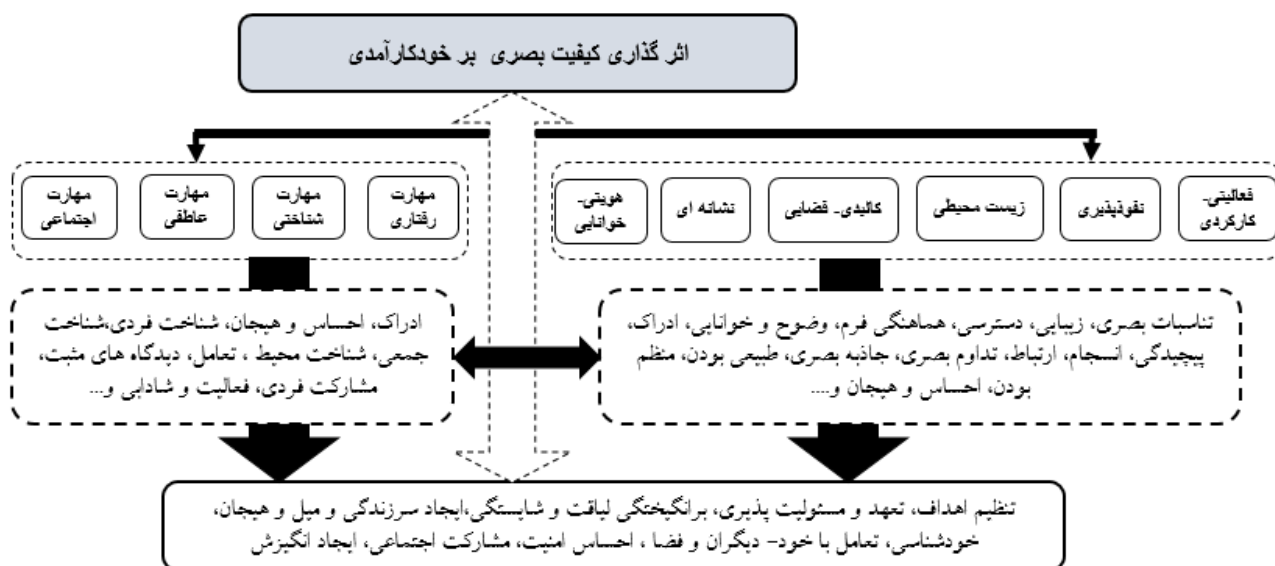 اثر گذاری کیفیت بصری بر خودکارآمدی
فعالیتی-
کارکردی
نفوذپذیری
زیست محیطی
کالبدی- فضایی
نشانه ای
هویتی-
خوانایی
مهارت
رفتاری
مهارت
شناختی
مهارت
عاطفی
مهارت
اجتماعی
تناسبات بصری، زیبایی، دسترسی، هماهنگی فرم، وضوح و خوانایی، ادراک،
پیچیدگی، انسجام، ارتباط، تداوم بصری، جاذبه بصری، طبیعی بودن، منظم
بودن، احساس و هیجان و....
ادراک، احساس و هیجان، شناخت فردی،شناخت
جمعی، شناخت محیط ، تعامل، دیدگاه های مثبت،
مشارکت فردی، فعالیت و شادابی و...
تنظیم اهداف، تعهد و مسئولیت پذیری، برانگیختگی لیاقت و شایستگی،ایجاد سرزندگی و میل و هیجان،
خودشناسی، تعامل با خود- دیگران و فضا ، احساس امنیت، مشارکت اجتماعی، ایجاد انگیزش